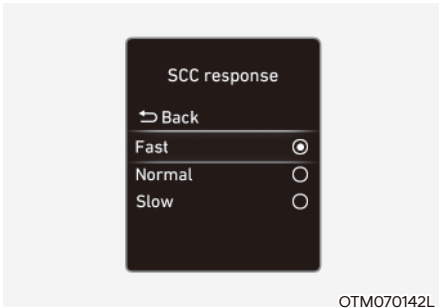 SCC response
Back
Fast
Normal
Slow
OTM070142L